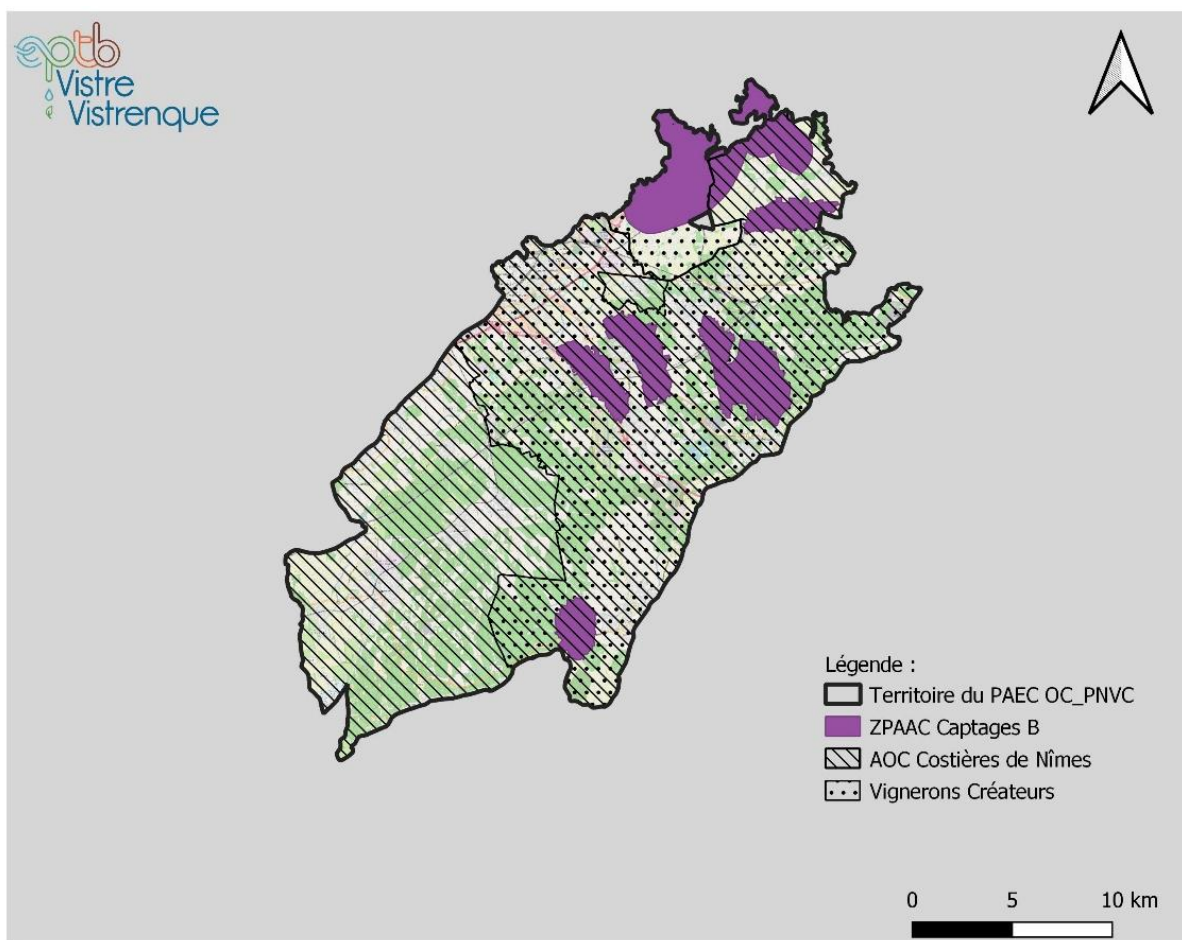 eptb
Vistre
Vistrenque
Légende :
Territoire du PAEC OC_PNVC
ZPAAC Captages B
AOC Costières de Nîmes
Vignerons Créateurs
0 5 10 km